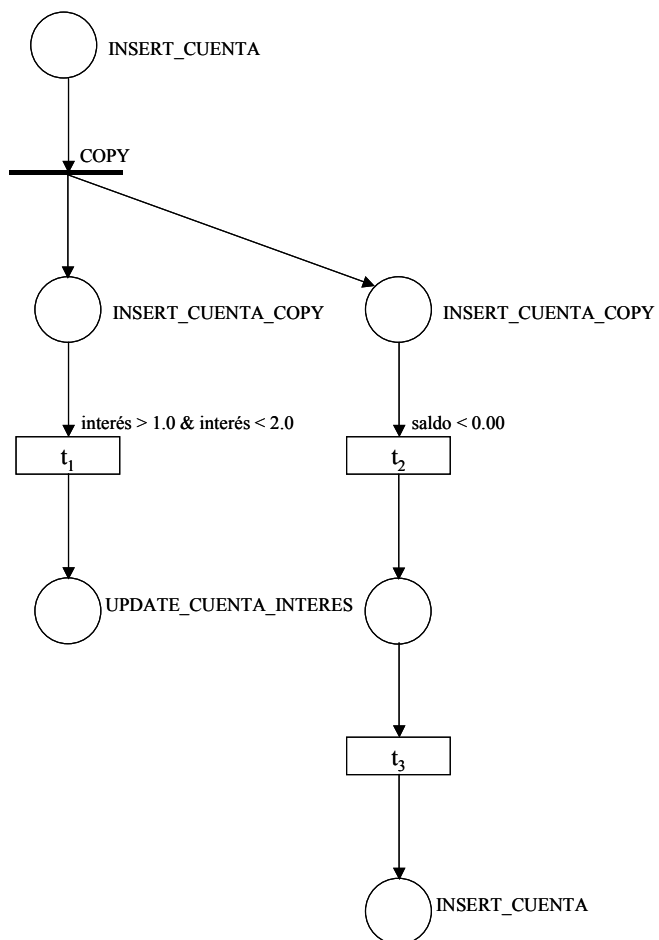 INSERT_CUENTA
COPY
INSERT_CUENTA_COPY
INSERT_CUENTA_COPY
interés > 1.0 & interés < 2.0
saldo < 0.00
t₁
t₂
UPDATE_CUENTA_INTERES
t₃
INSERT_CUENTA